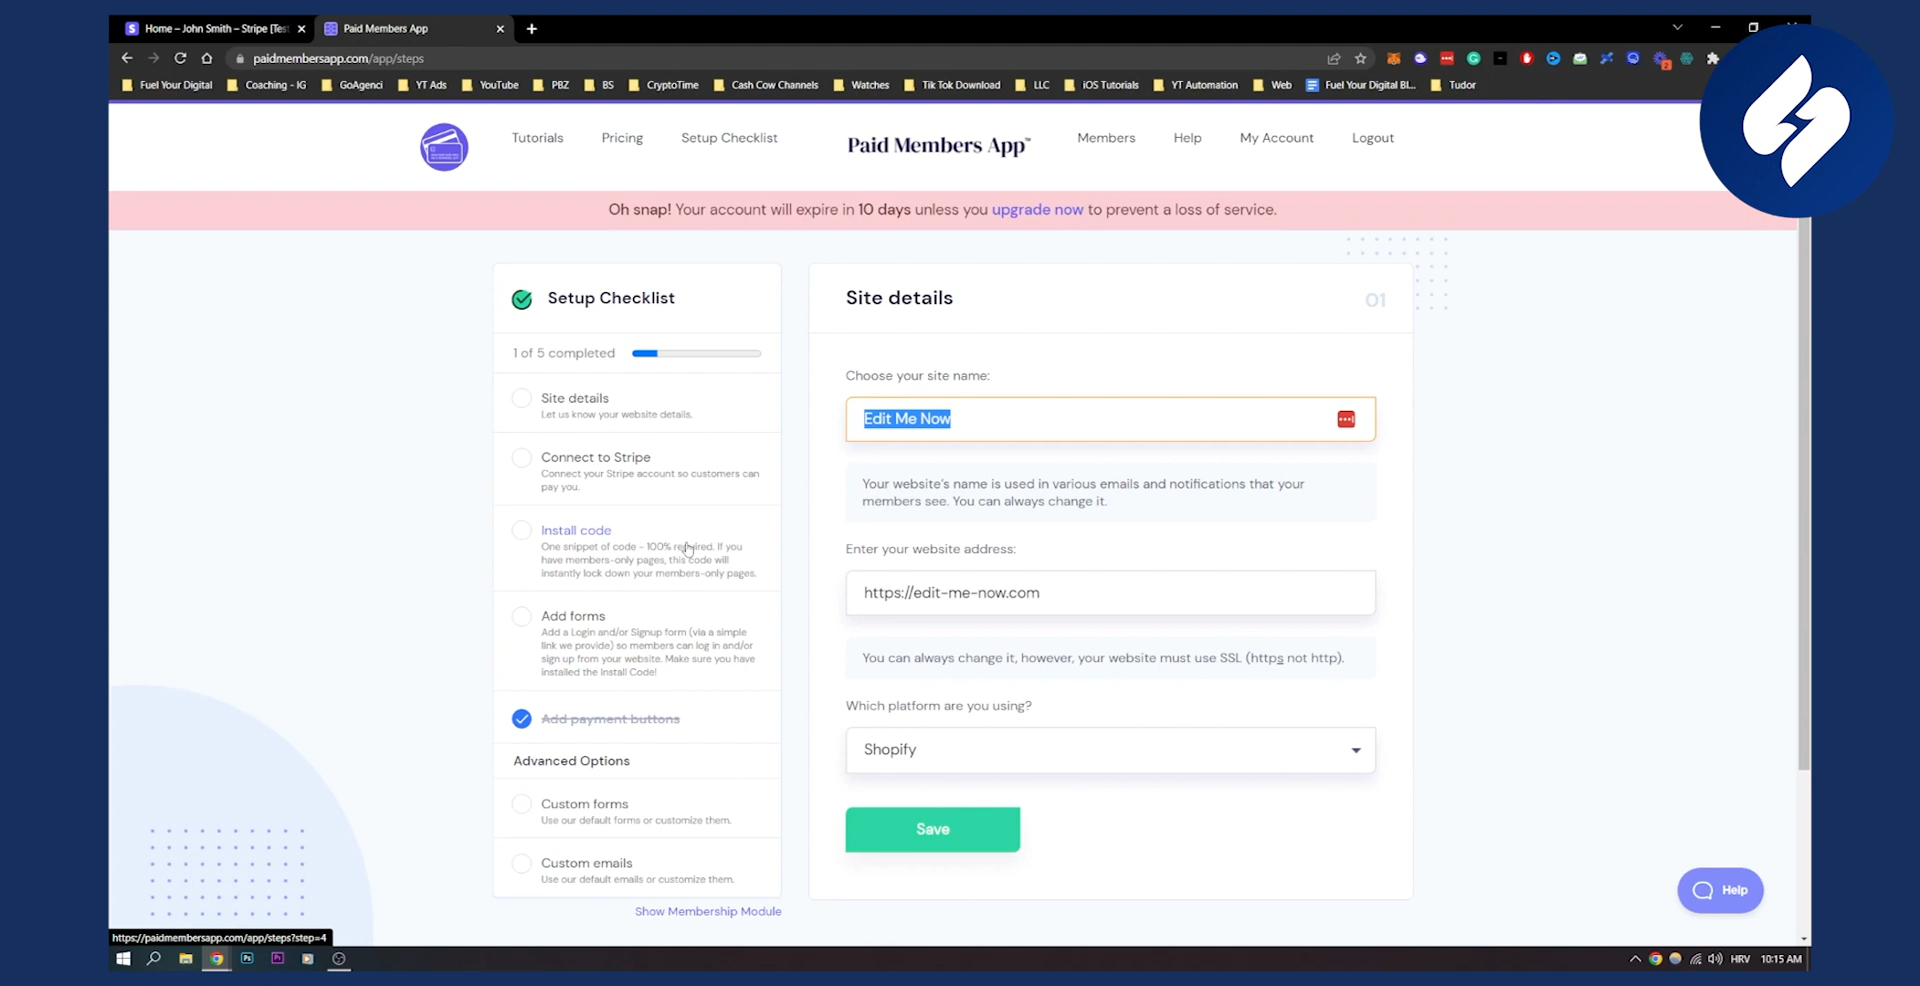 Home – John Smith – Stripe [Test
Paid Members App
paidmembersapp.com/app/steps
Fuel Your Digital
Coaching - IG
GoAgenci
YT Ads
YouTube
PBZ
BS
CryptoTime
Cash Cow Channels
Watches
Tik Tok Download
LLC
iOS Tutorials
YT Automation
Web
Fuel Your Digital Bl...
Tudor
Tutorials
Pricing
Setup Checklist
Paid Members App™
Members
Help
My Account
Logout
Oh snap! Your account will expire in 10 days unless you upgrade now to prevent a loss of service.
Setup Checklist
1 of 5 completed
Site details
Let us know your website details.
Connect to Stripe
Connect your Stripe account so customers can
pay you.
Install code
One snippet of code - 100% required. If you
have members-only pages, this code will
instantly lock down your members-only pages.
Add forms
Add a Login and/or Signup form (via a simple
link we provide) so members can log in and/or
sign up from your website. Make sure you have
installed the Install Code!
Add payment buttons
Advanced Options
Custom forms
Use our default forms or customize them.
Custom emails
Use our default emails or customize them.
Show Membership Module
Site details
01
Choose your site name:
Edit Me Now
Your website's name is used in various emails and notifications that your
members see. You can always change it.
Enter your website address:
https://edit-me-now.com
You can always change it, however, your website must use SSL (https not http).
Which platform are you using?
Shopify
Save
Help
https://paidmembersapp.com/app/steps?step=4
HRV
10:15 AM